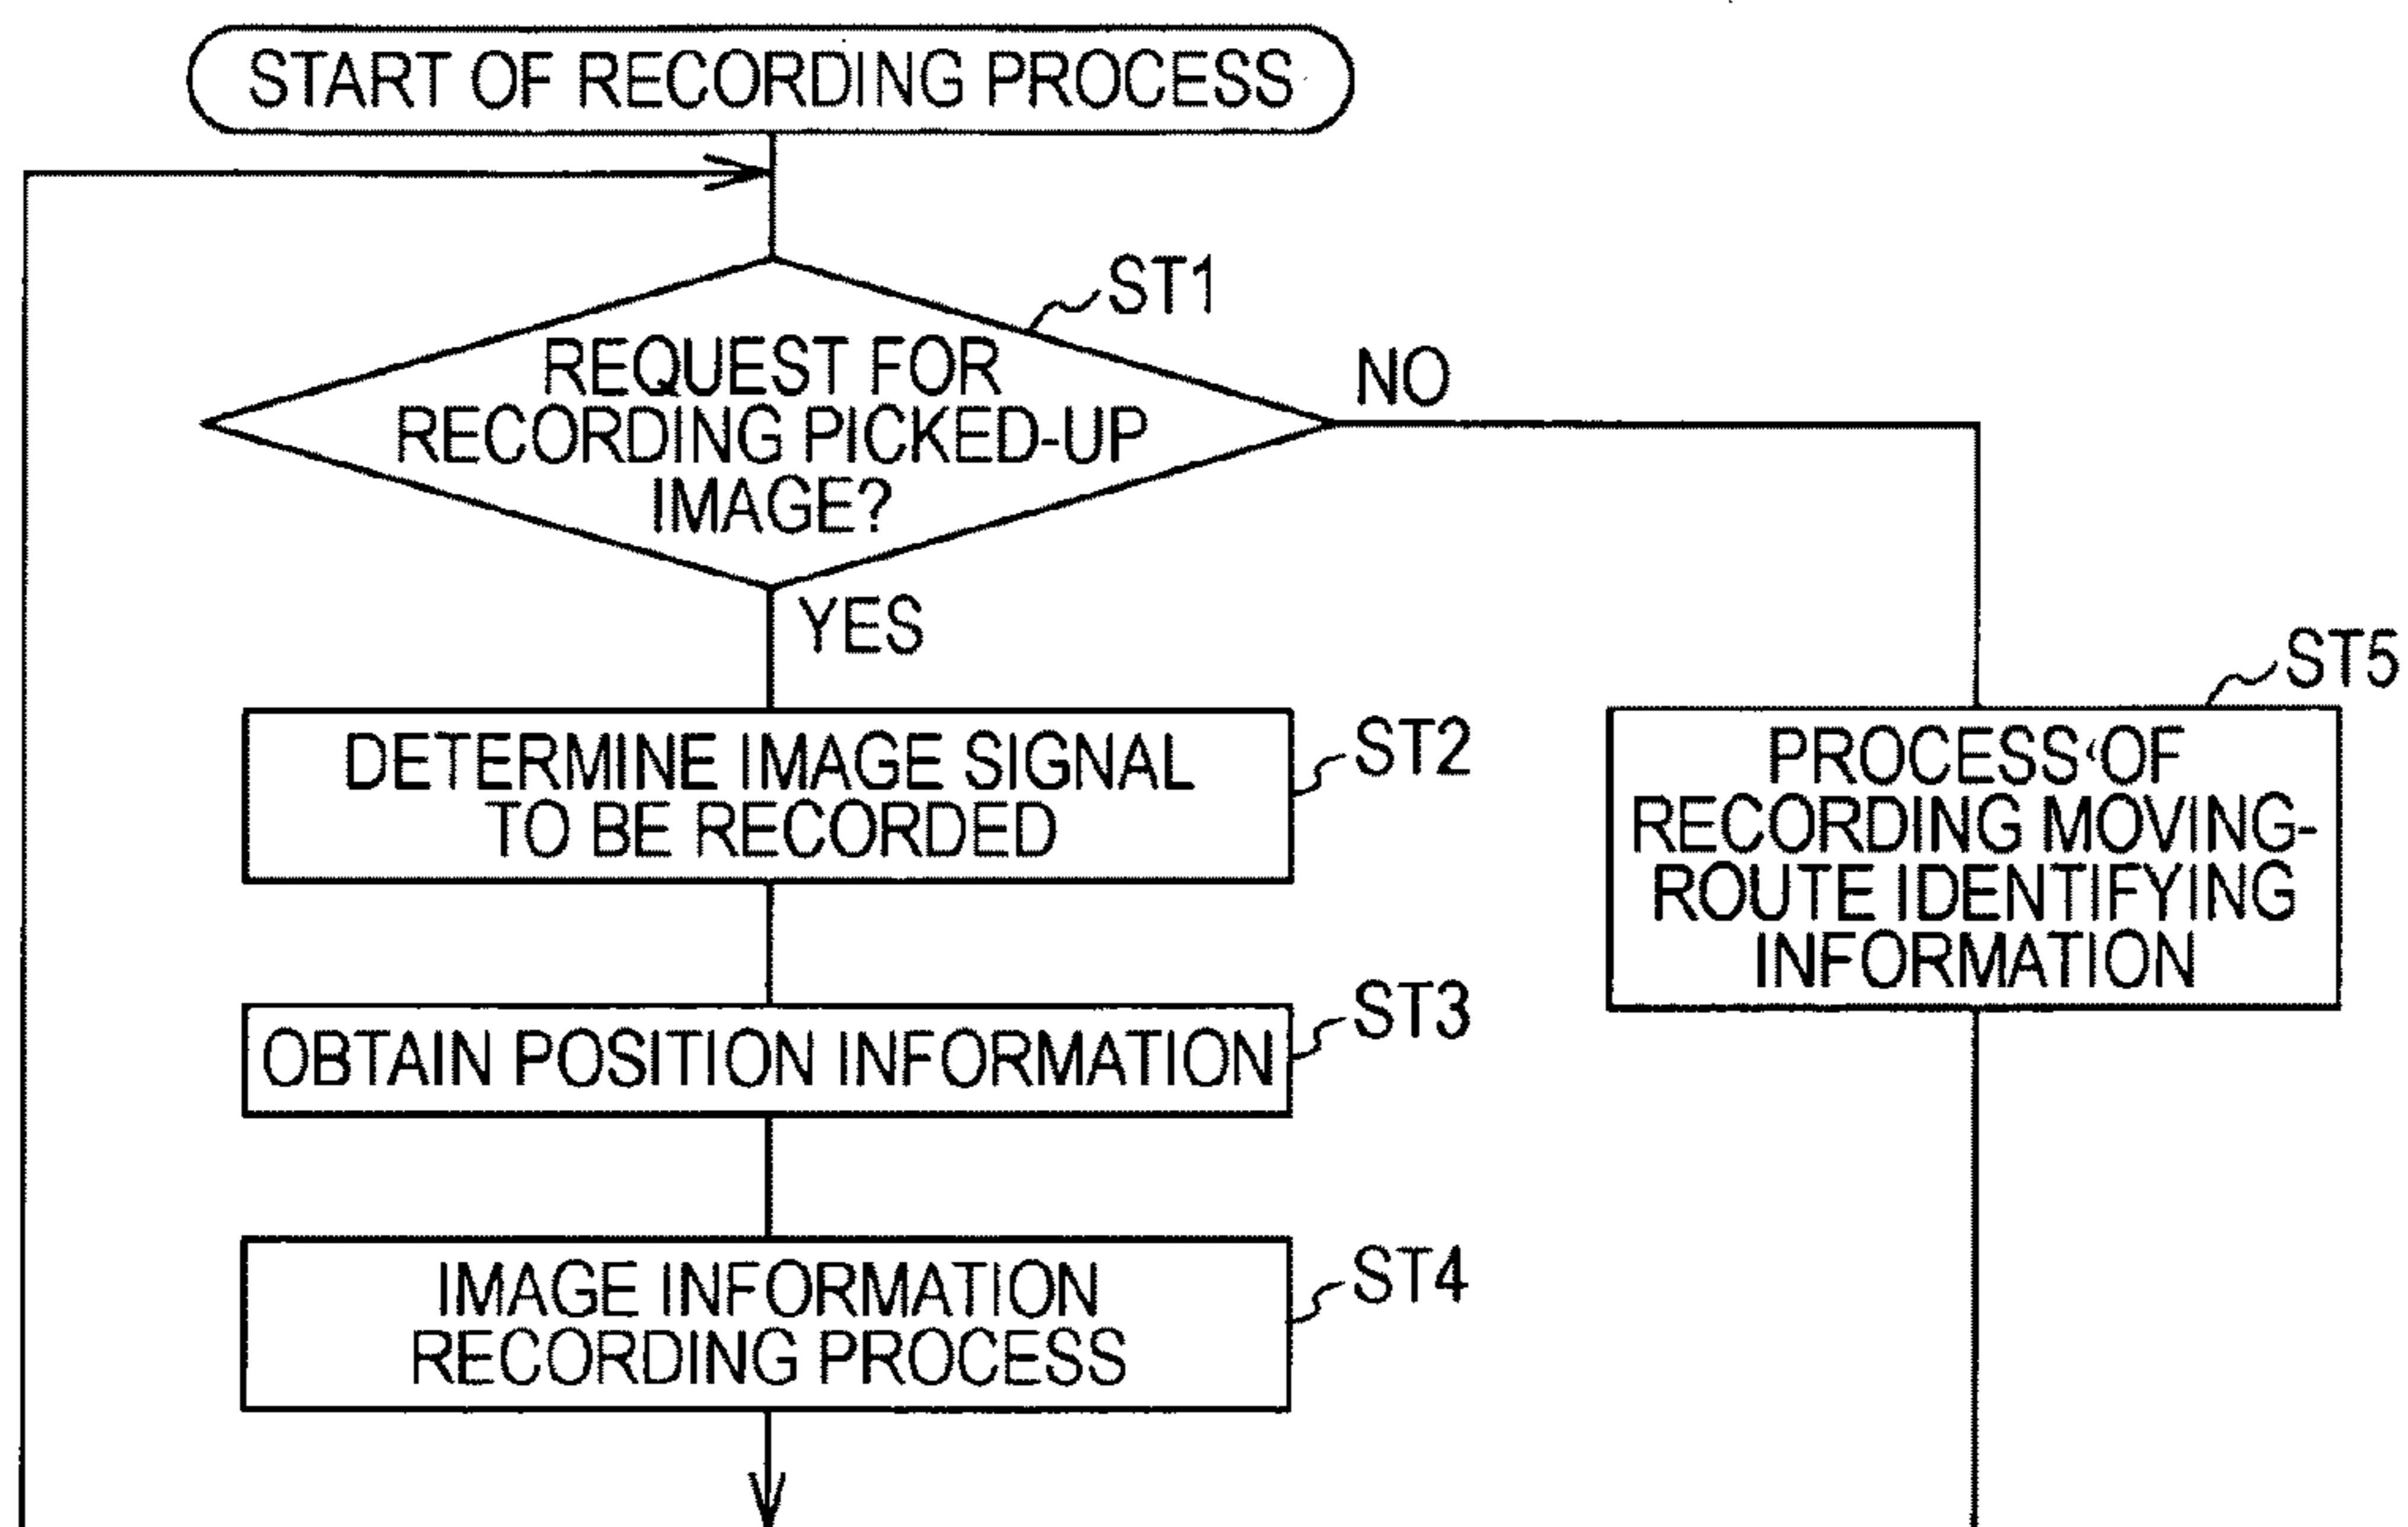 START OF RECORDING PROCESS
ST1
REQUEST FOR
RECORDING PICKED-UP
IMAGE?
NO
YES
DETERMINE IMAGE SIGNAL
TO BE RECORDED
ST2
OBTAIN POSITION INFORMATION
ST3
IMAGE INFORMATION
RECORDING PROCESS
ST4
ST5
PROCESS OF
RECORDING MOVING-
ROUTE IDENTIFYING
INFORMATION